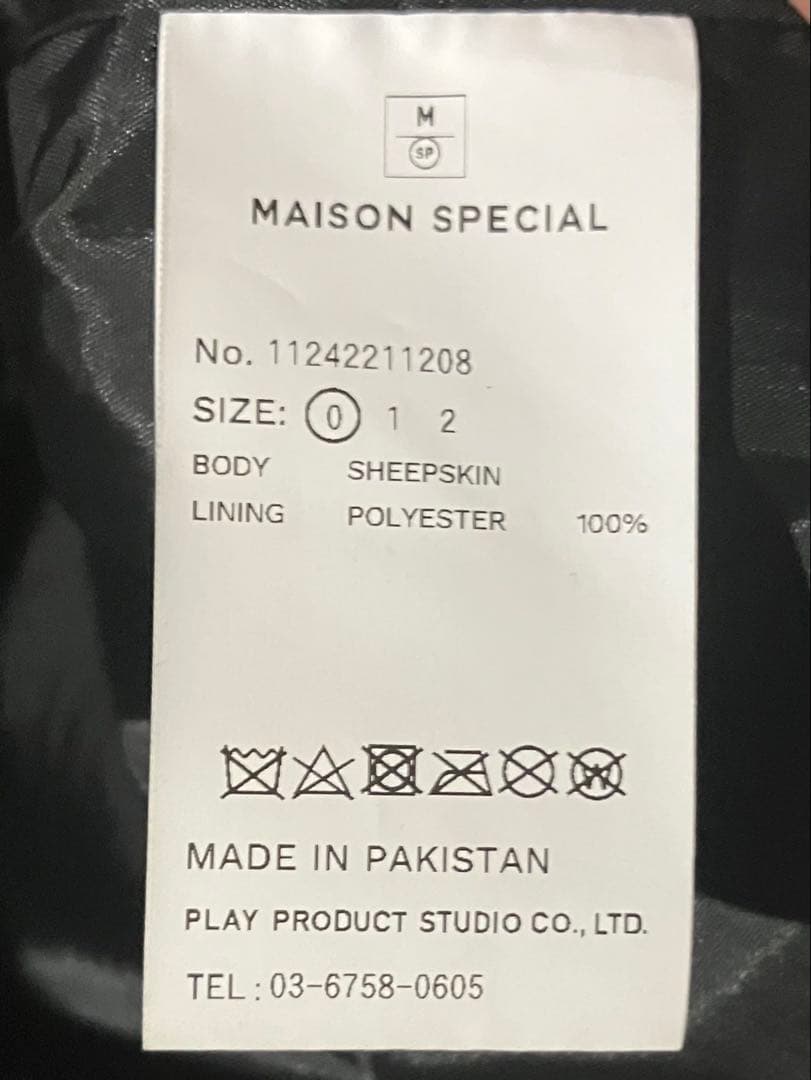 M
SP
MAISON SPECIAL
No. 11242211208
SIZE: 0 1 2
BODY SHEEPSKIN
LINING POLYESTER 100%
W
MADE IN PAKISTAN
PLAY PRODUCT STUDIO CO., LTD.
TEL : 03-6758-0605